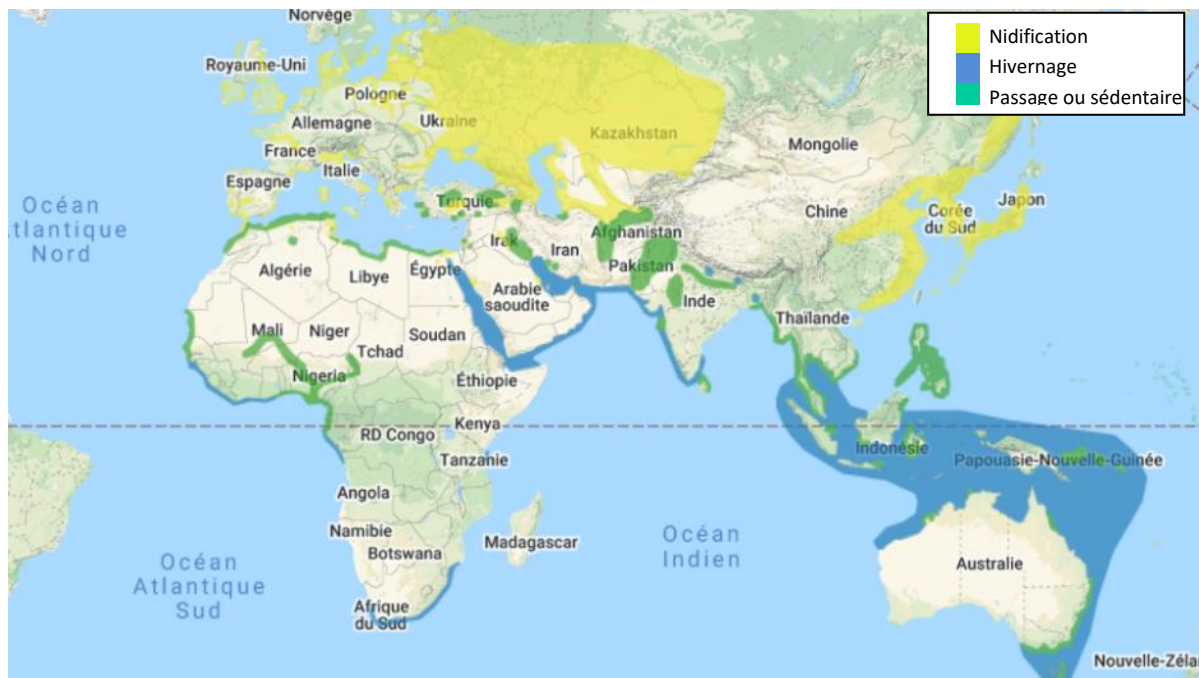 Norvège
Nidification
Hivernage
Passage ou sédentaire
Royaume-Uni
Pologne
Allemagne
Ukraine
Kazakhstan
Mongolie
France
Italie
Espagne
Océan
tlantique
Nord
Turquie
Chine
Corée
du Sud
Japon
Irak
Iran
Afghanistan
Pakistan
Algérie
Libye
Égypte
Arabie
saoudite
Inde
Thaïlande
Mali
Niger
Tchad
Soudan
Nigeria
Éthiopie
RD Congo
Kenya
Tanzanie
Indonésie
Papouasie-Nouvelle-Guinée
Angola
Namibie
Botswana
Madagascar
Océan
Indien
Océan
Atlantique
Sud
Afrique
du Sud
Australie
Nouvelle-Zéla